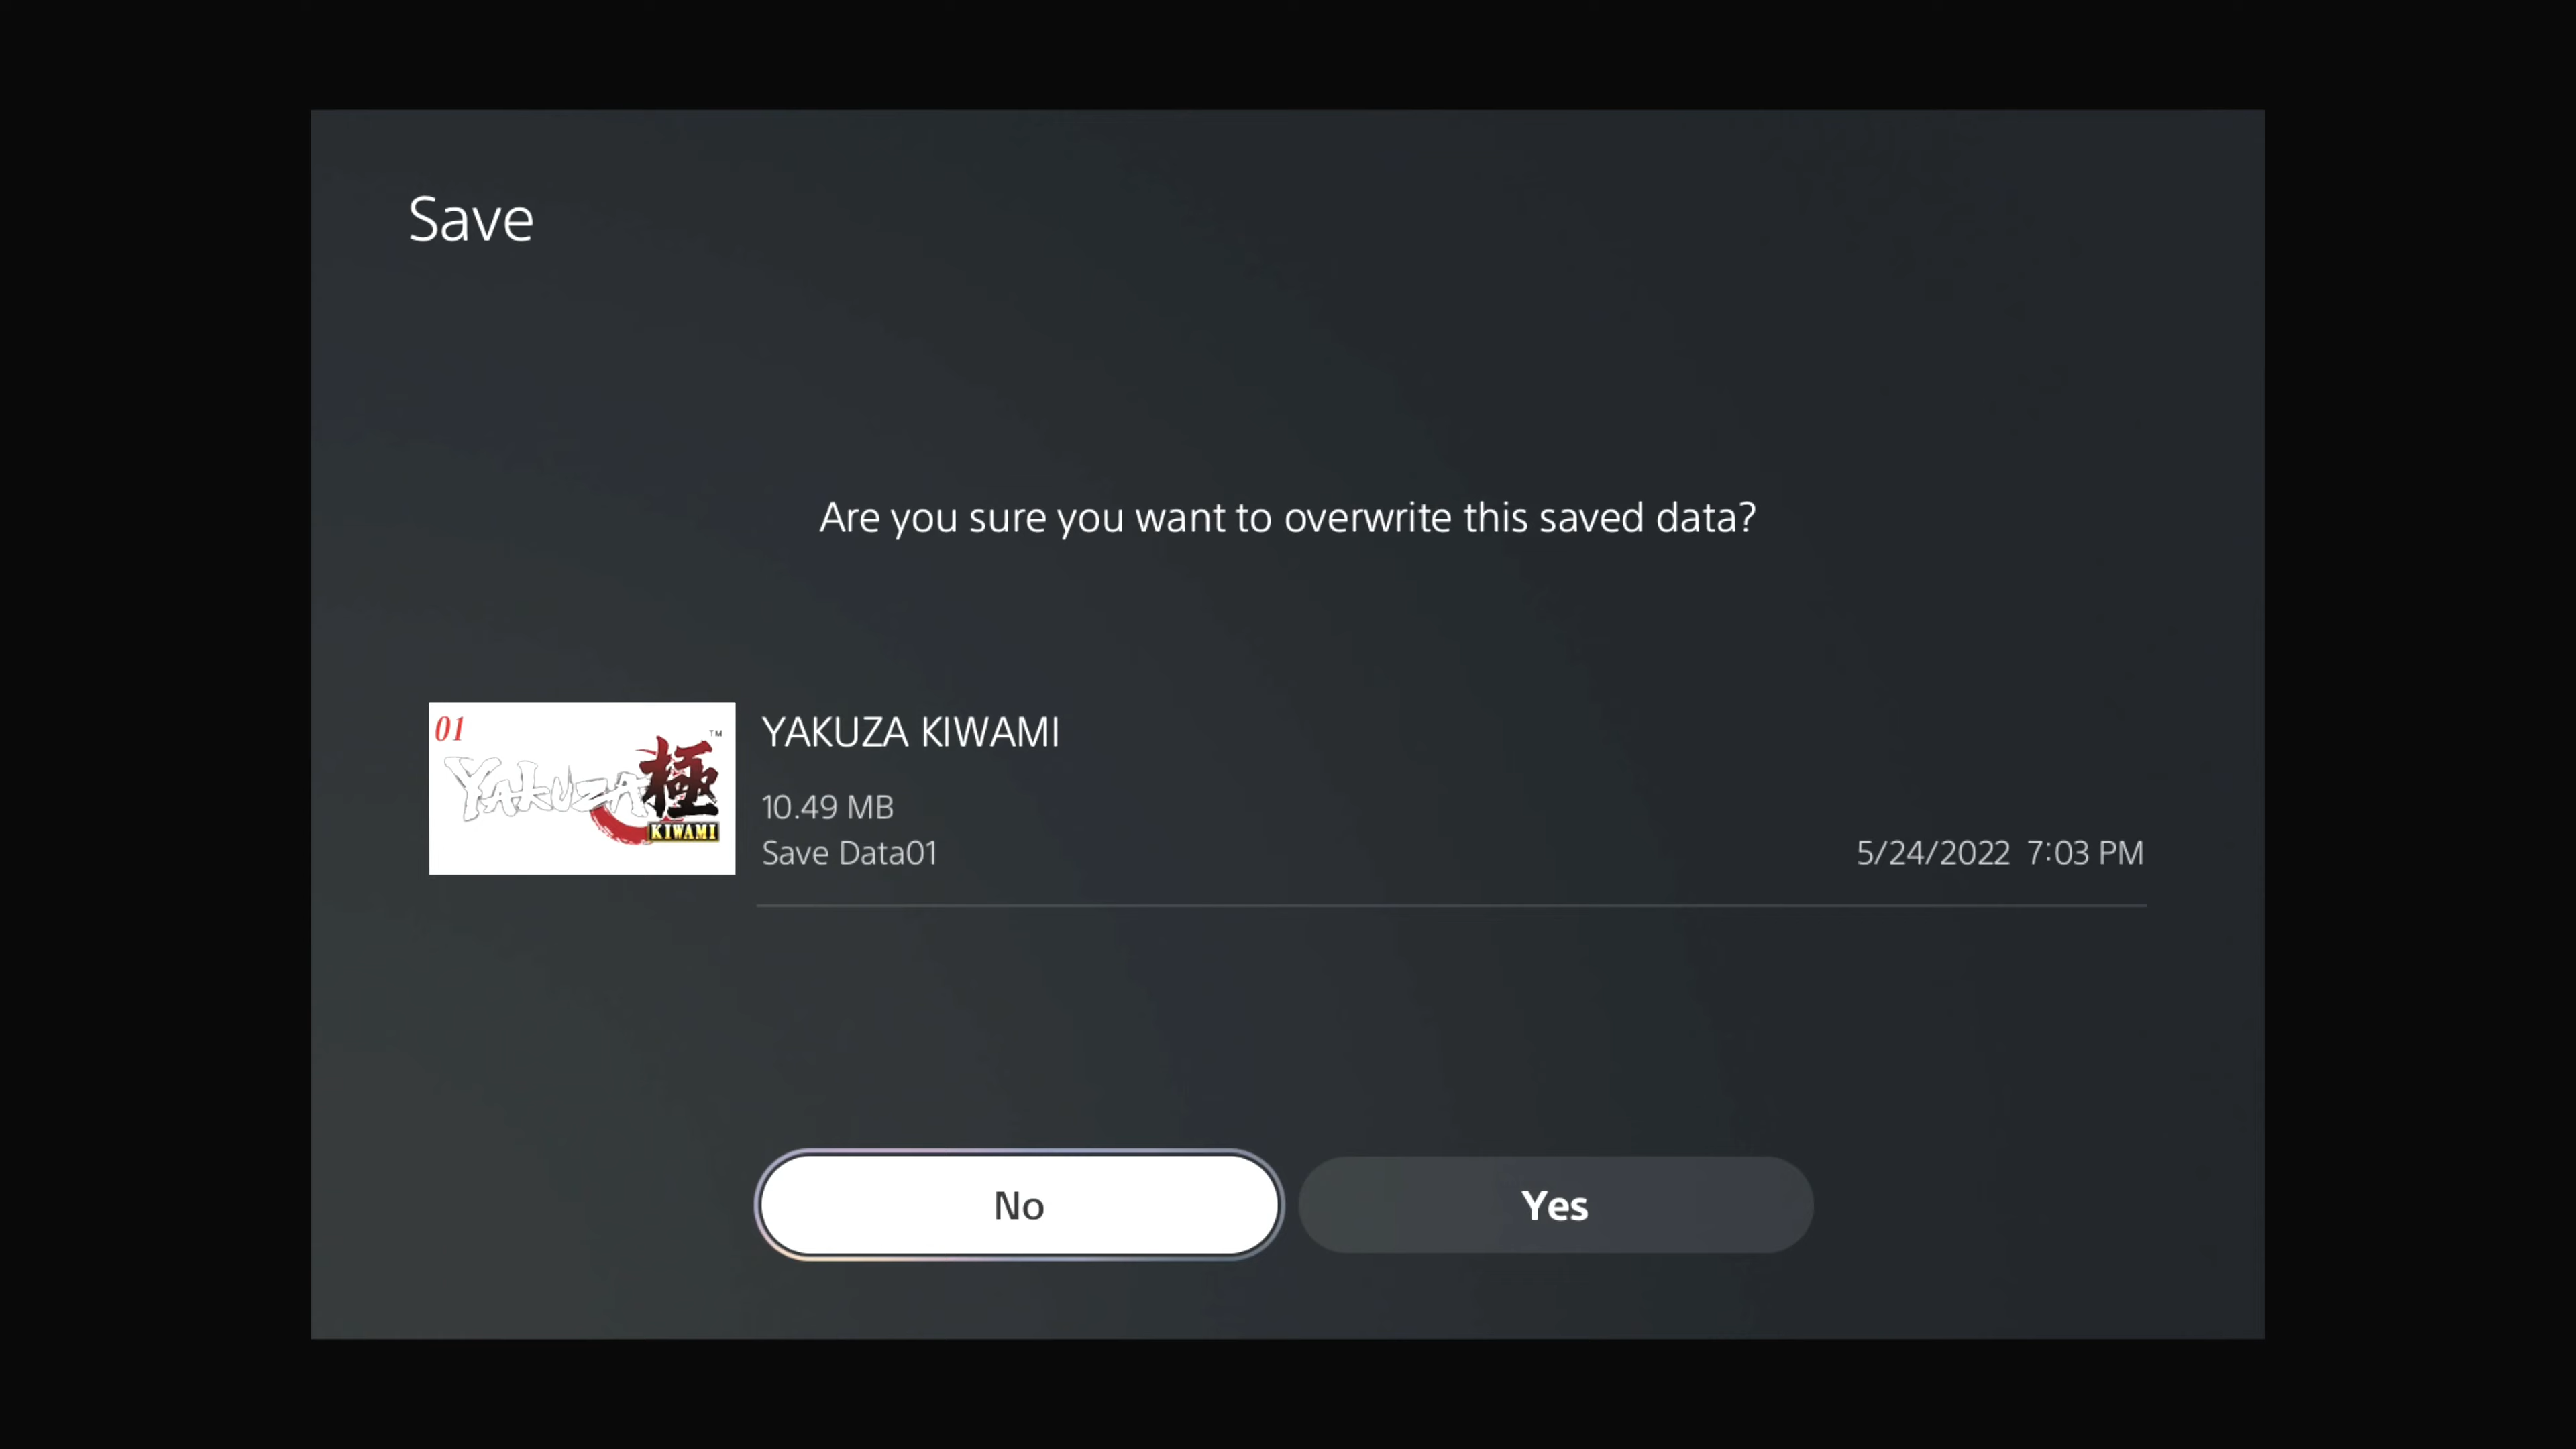 Save
Are you sure you want to overwrite this saved data?
01
TM
YAKUZA
極
KIWAMI
YAKUZA KIWAMI
10.49 MB
Save Data01
5/24/2022 7:03 PM
No
Yes